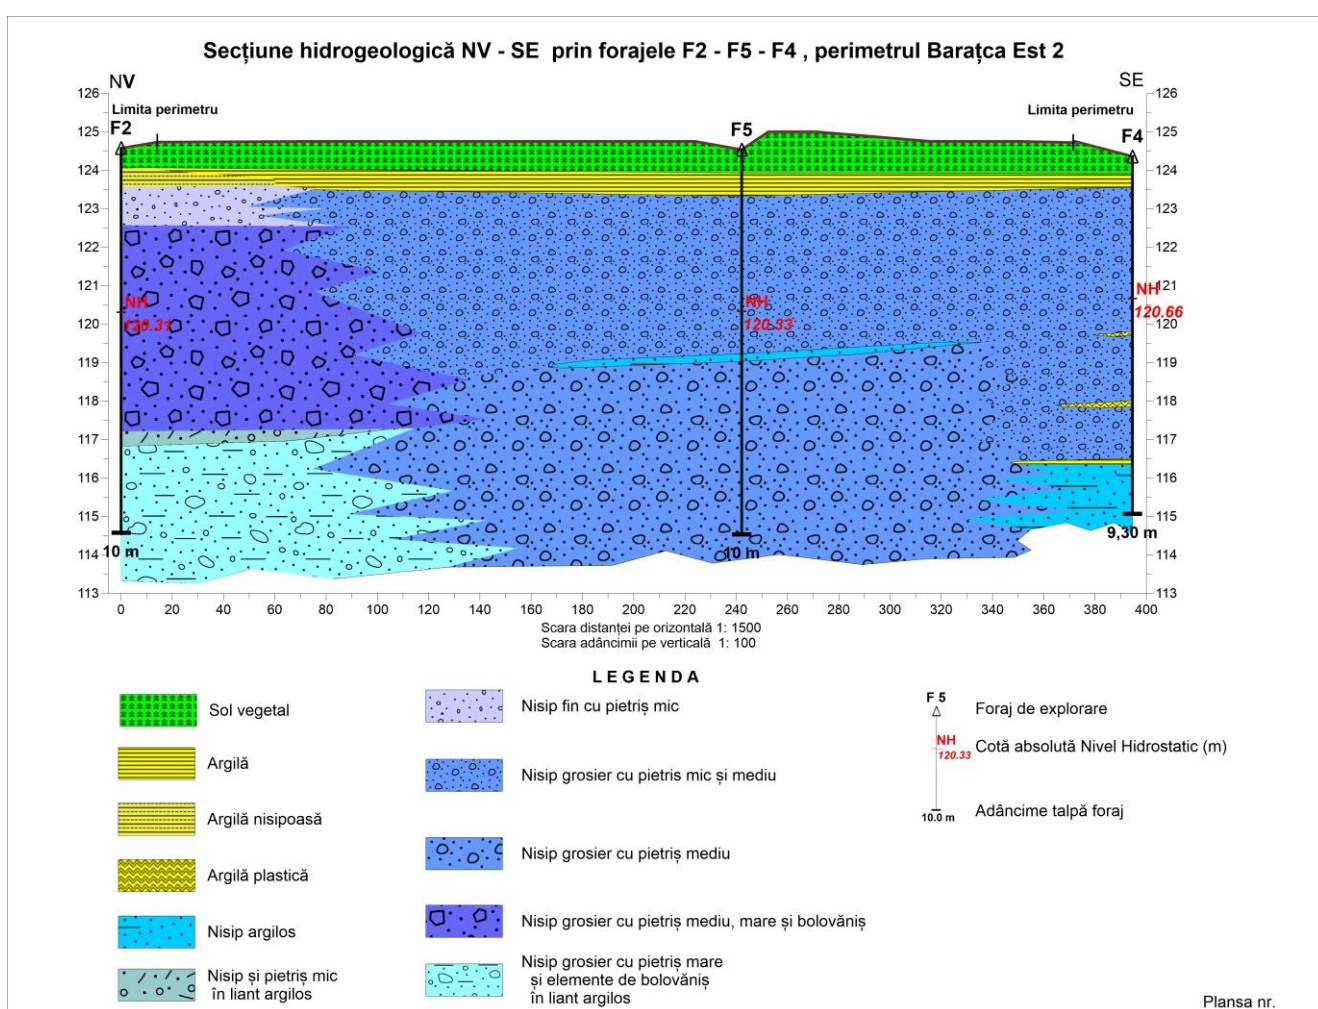 Secțiune hidrogeologică NV - SE prin forajele F2 - F5 - F4 , perimetrul Barațca Est 2
NV
SE
126
126
Limita perimetru
Limita perimetru
125
F2
F5
F4
125
124
124
123
123
122
122
121
121
NH
120.31
NH
120.33
NH
120.66
120
120
119
119
118
118
117
117
116
116
115
115
10 m
10 m
9,30 m
114
114
113
113
0 20 40 60 80 100 120 140 160 180 200 220 240 260 280 300 320 340 360 380 400
Scara distanței pe orizontală 1: 1500
Scara adâncimii pe verticală 1: 100
L E G E N D A
Sol vegetal
Argilă
Argilă nisipoasă
Argilă plastică
Nisip argilos
Nisip și pietriș mic
în liant argilos
Nisip fin cu pietriș mic
Nisip grosier cu pietris mic și mediu
Nisip grosier cu pietriș mediu
Nisip grosier cu pietriș mediu, mare și bolovăniș
Nisip grosier cu pietriș mare
și elemente de bolovăniș
în liant argilos
F 5
Foraj de explorare
NH
120.33
Cotă absolută Nivel Hidrostatic (m)
10.0 m
Adâncime talpă foraj
Plansa nr.